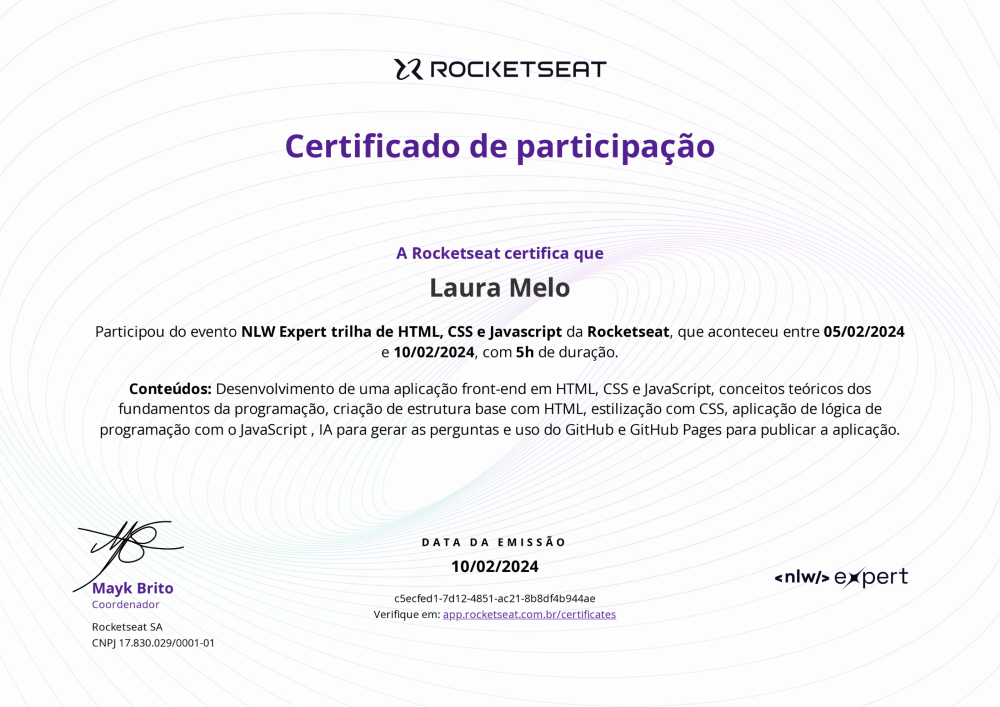 ROCKETSEAT
Certificado de participação
A Rocketseat certifica que
Laura Melo
Participou do evento NLW Expert trilha de HTML, CSS e Javascript da Rocketseat, que aconteceu entre 05/02/2024
e 10/02/2024, com 5h de duração.
Conteúdos: Desenvolvimento de uma aplicação front-end em HTML, CSS e JavaScript, conceitos teóricos dos
fundamentos da programação, criação de estrutura base com HTML, estilização com CSS, aplicação de lógica de
programação com o JavaScript , IA para gerar as perguntas e uso do GitHub e GitHub Pages para publicar a aplicação.
Mayk Brito
Coordenador
Rocketseat SA
CNPJ 17.830.029/0001-01
DATA DA EMISSÃO
10/02/2024
c5ecfed1-7d12-4851-ac21-8b8df4b944ae
Verifique em: app.rocketseat.com.br/certificates
<nlw/> expert